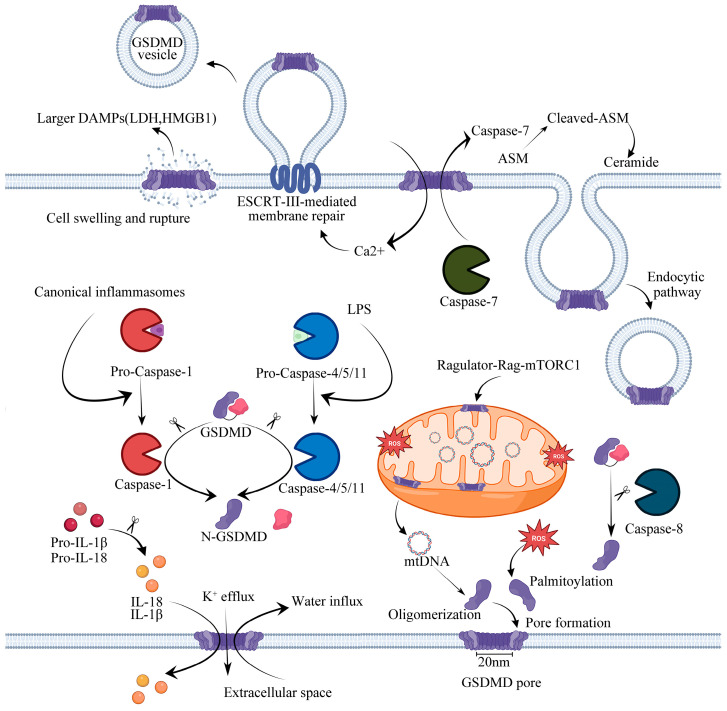 GSDMD
vesicle
Larger DAMPs(LDH,HMGB1)
Cell swelling and rupture
ESCRT-III-mediated
membrane repair
Ca2+
Caspase-7
ASM
Cleaved-ASM
Ceramide
Caspase-7
Endocytic
pathway
Canonical inflammasomes
LPS
Pro-Caspase-1
Pro-Caspase-4/5/11
Ragulator-Rag-mTORC1
GSDMD
ROS
ROS
Caspase-1
Caspase-4/5/11
N-GSDMD
Caspase-8
Pro-IL-1β
Pro-IL-18
mtDNA
ROS
Palmitoylation
IL-18
IL-1β
K+ efflux
Water influx
Oligomerization
Pore formation
20nm
Extracellular space
GSDMD pore